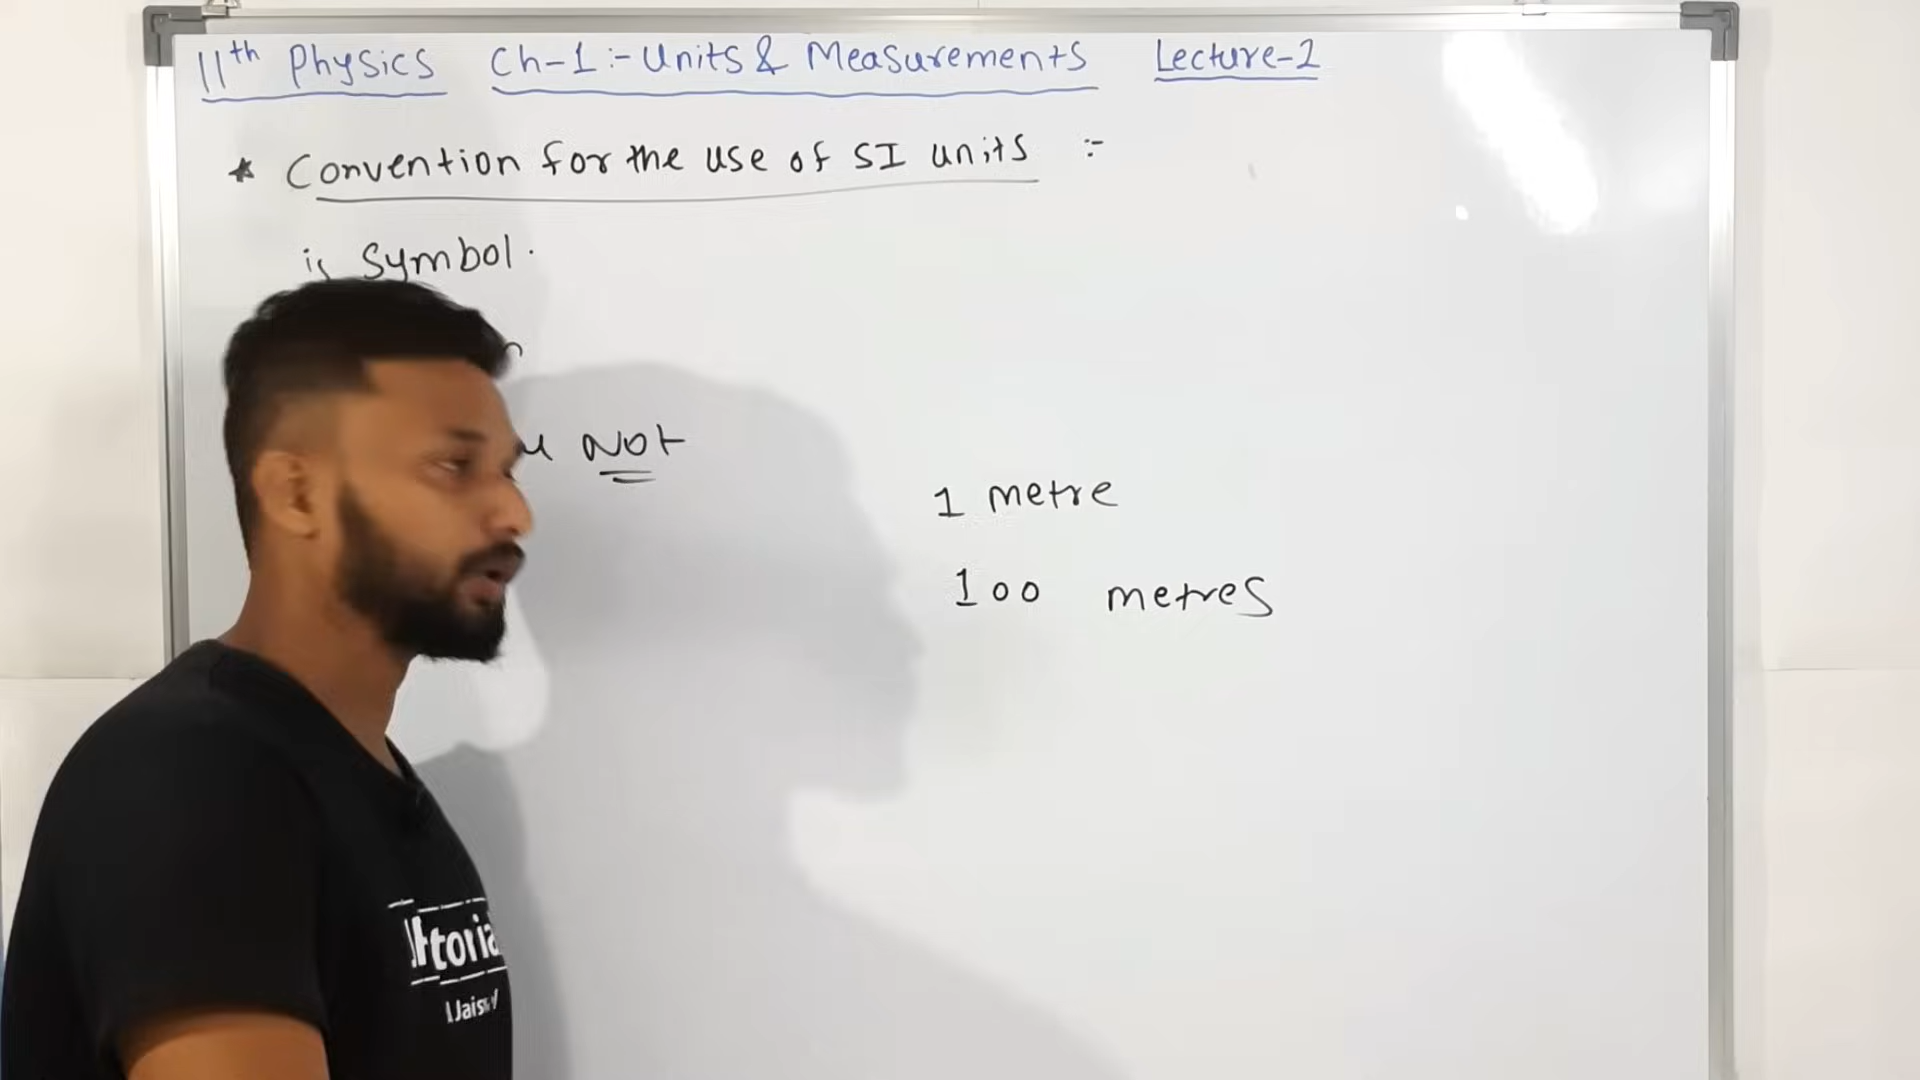 11th Physics Ch-1:- Units & Measurements Lecture-2
* Convention for the use of SI units :-
is Symbol.
Not
1 metre
100 metres